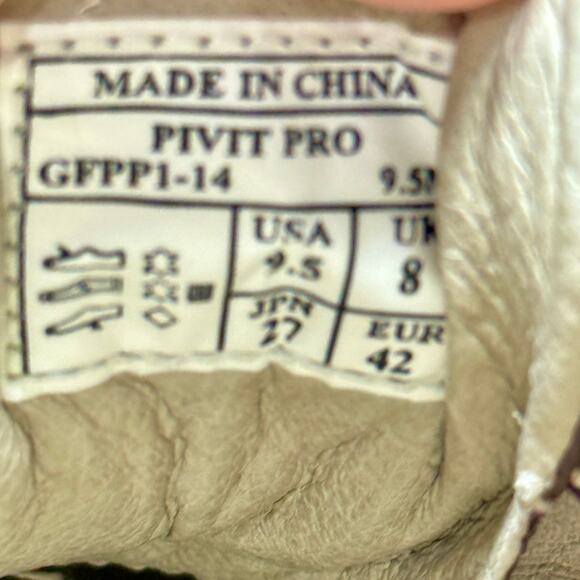 MADE IN CHINA
PIVIT PRO
GFPP1-14 9.5M
USA UK
9.5 8
JPN EUR
27 42